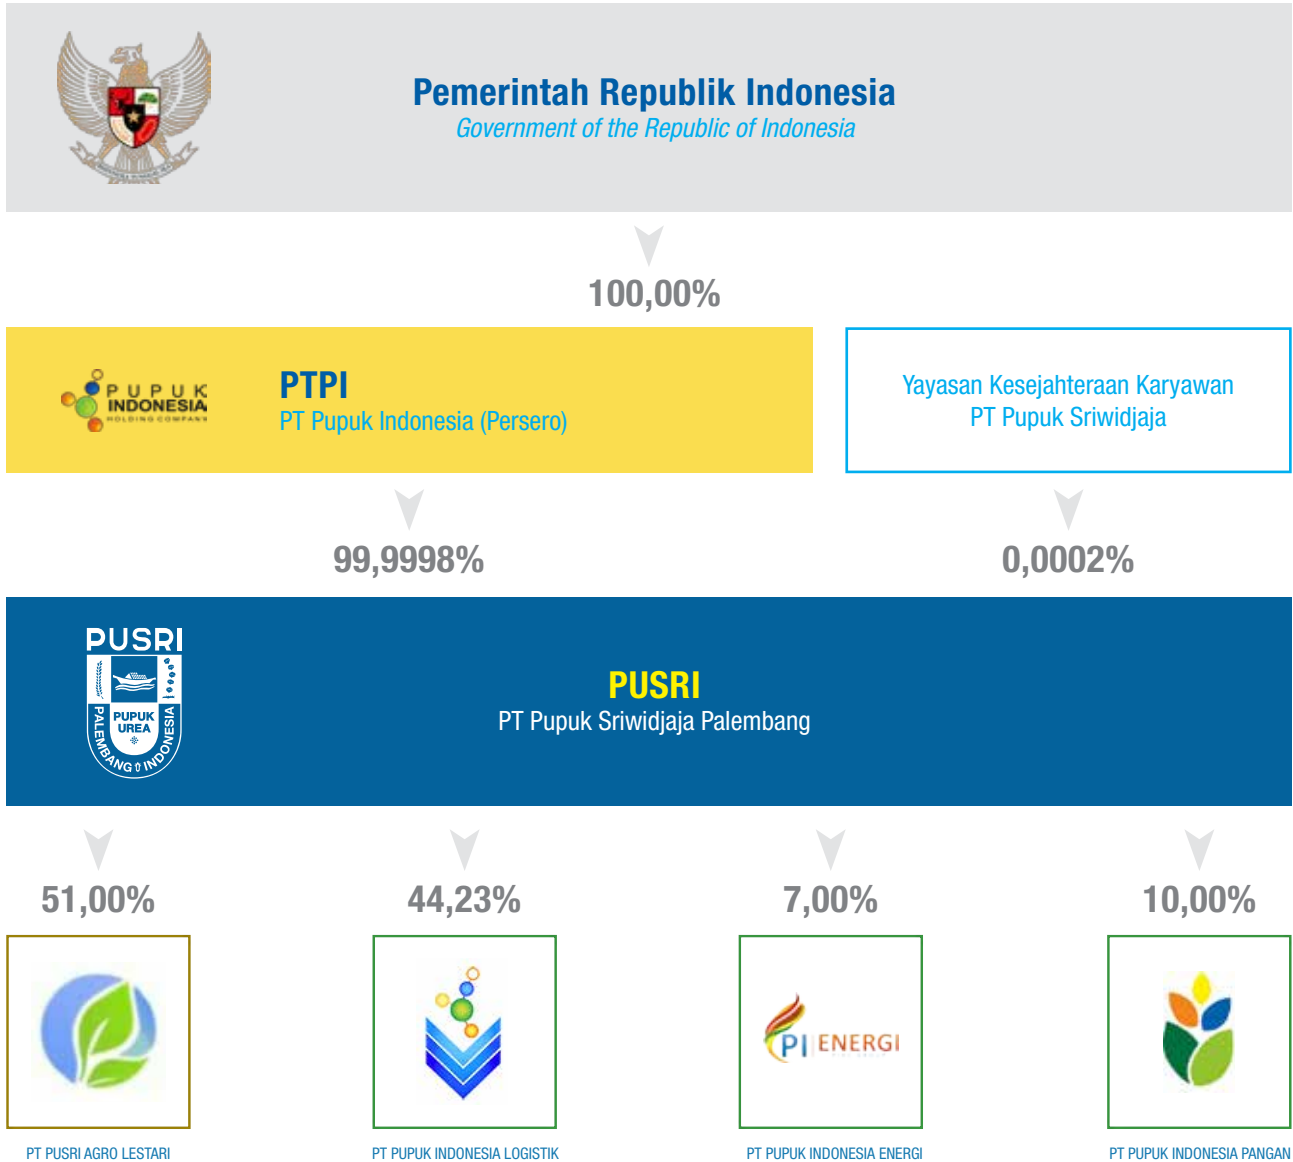 Pemerintah Republik Indonesia
Government of the Republic of Indonesia
100,00%
PUPUK
INDONESIA
HOLDING COMPANY
PTPI
PT Pupuk Indonesia (Persero)
Yayasan Kesejahteraan Karyawan
PT Pupuk Sriwidjaja
99,9998%
0,0002%
PUSRI
PUPUK
UREA
PALEMBANG INDONESIA
PUSRI
PT Pupuk Sriwidjaja Palembang
51,00%
44,23%
7,00%
10,00%
PI ENERGI
PT PUSRI AGRO LESTARI
PT PUPUK INDONESIA LOGISTIK
PT PUPUK INDONESIA ENERGI
PT PUPUK INDONESIA PANGAN